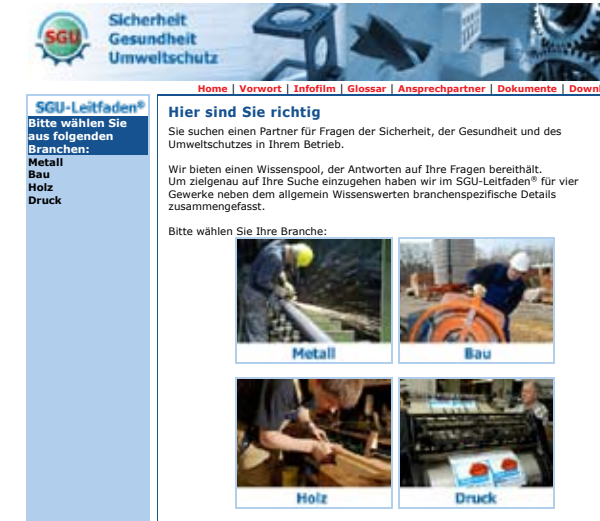 SGU
Sicherheit
Gesundheit
Umweltschutz
Home | Vorwort | Infofilm | Glossar | Ansprechpartner | Dokumente | Downl
SGU-Leitfaden®
Bitte wählen Sie
aus folgenden
Branchen:
Metall
Bau
Holz
Druck
Hier sind Sie richtig
Sie suchen einen Partner für Fragen der Sicherheit, der Gesundheit und des
Umweltschutzes in Ihrem Betrieb.
Wir bieten einen Wissenspool, der Antworten auf Ihre Fragen bereithält.
Um zielgenau auf Ihre Suche einzugehen haben wir im SGU-Leitfaden® für vier
Gewerke neben dem allgemein Wissenswerten branchenspezifische Details
zusammengefasst.
Bitte wählen Sie Ihre Branche:
Metall
Bau
Holz
Druck